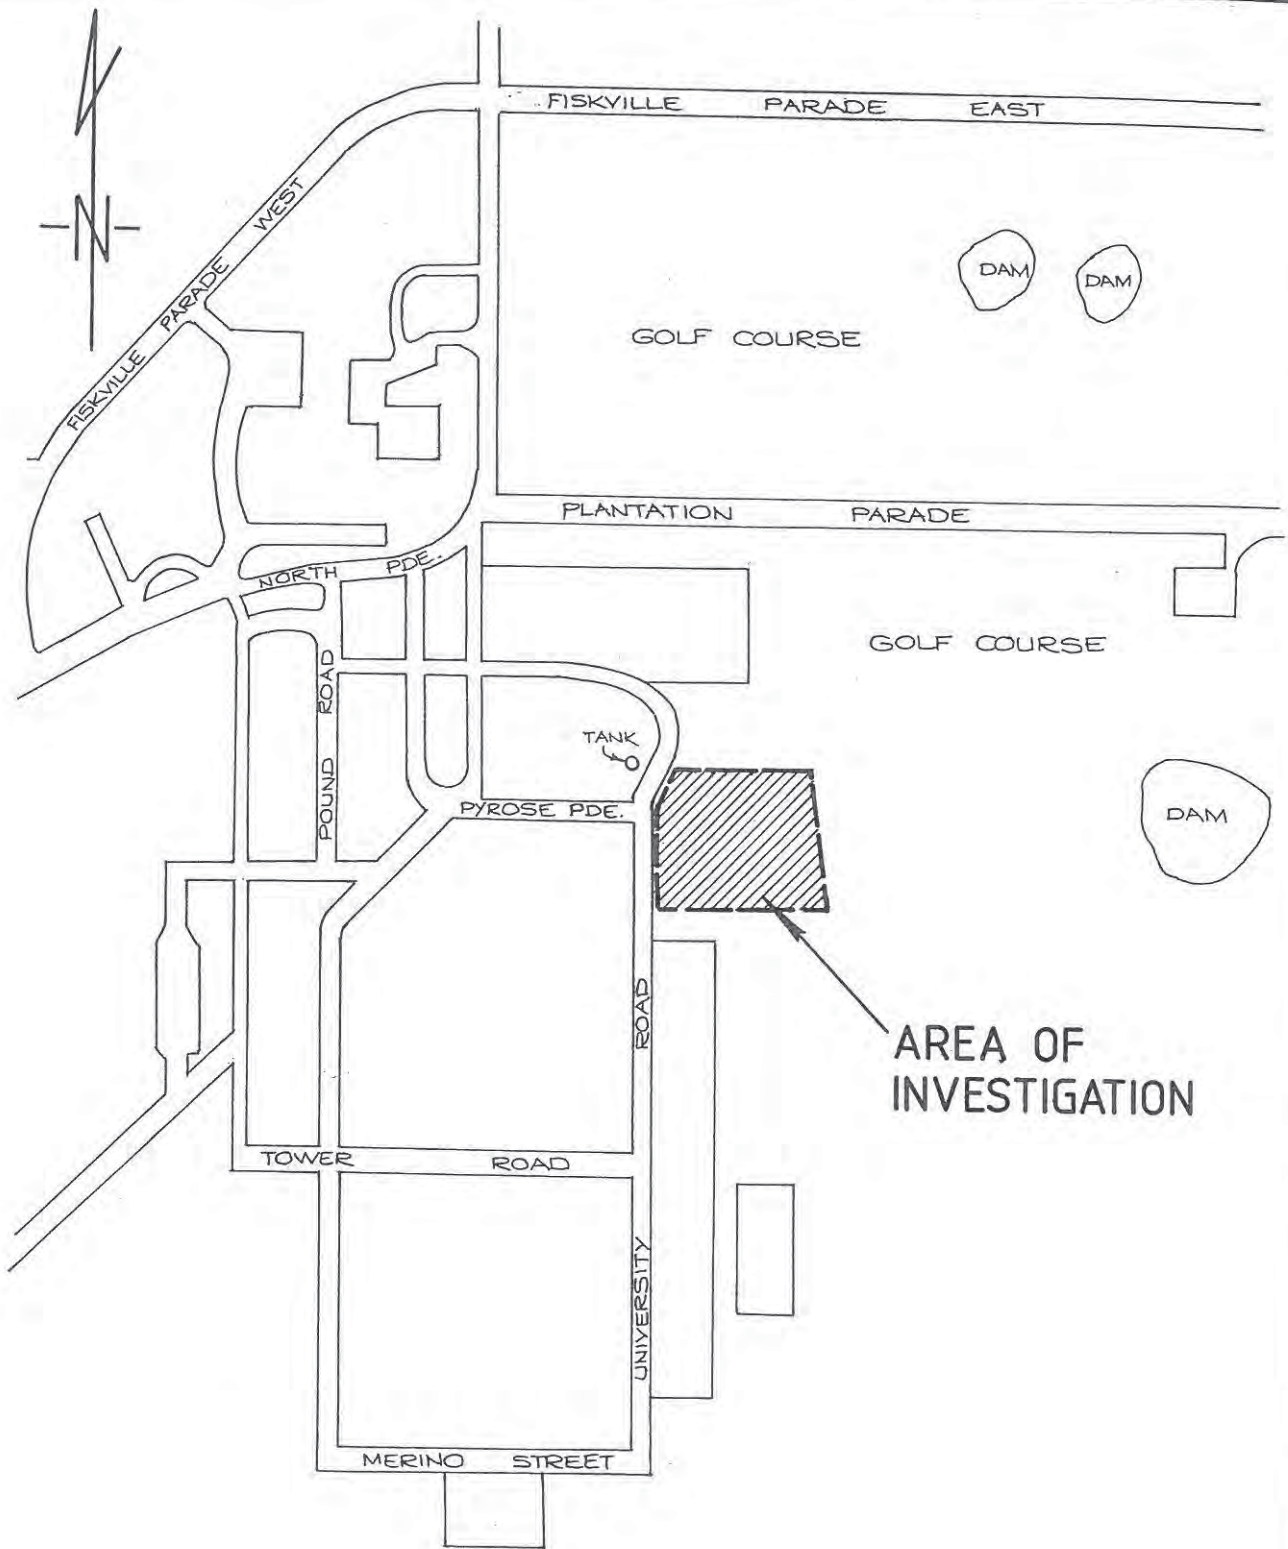 FISKVILLE PARADE EAST
FISKVILLE PARADE WEST
N
DAM
DAM
GOLF COURSE
PLANTATION PARADE
NORTH PDE.
GOLF COURSE
POUND ROAD
TANK
PYROSE PDE.
DAM
AREA OF
INVESTIGATION
TOWER ROAD
UNIVERSITY ROAD
MERINO STREET